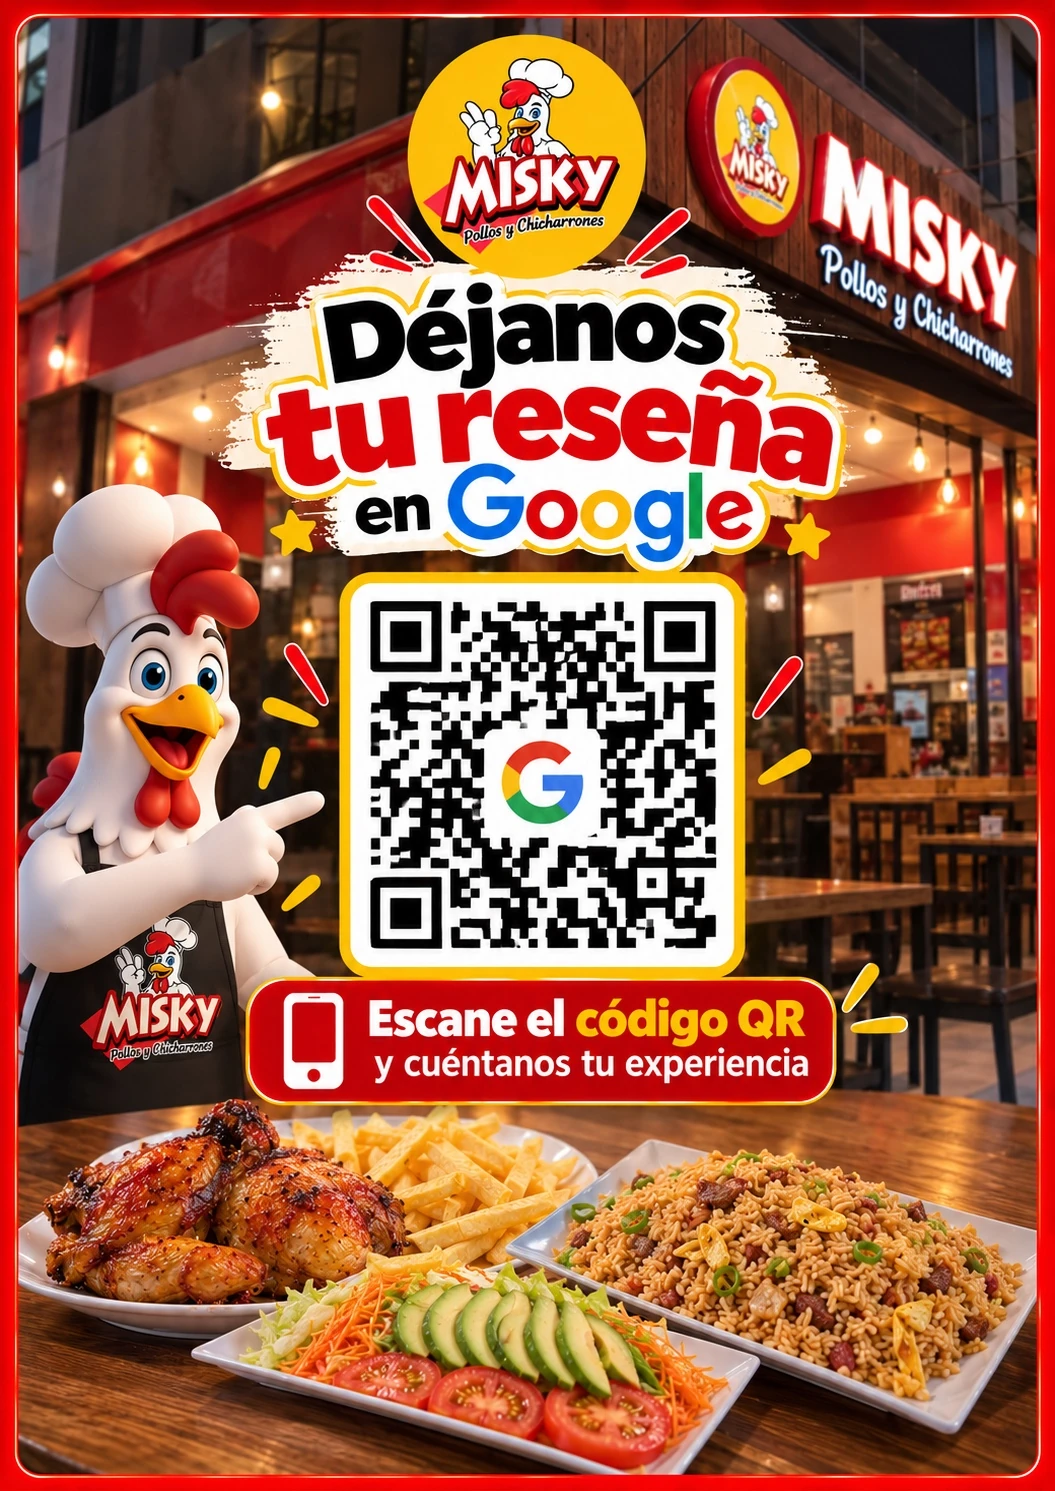 MISKY
Pollos y Chicharrones
MISKY
Pollos y Chicharrones
MISKY
Déjanos
tu reseña
en Google
G
Escane el código QR
y cuéntanos tu experiencia
MISKY
Pollos y Chicharrones